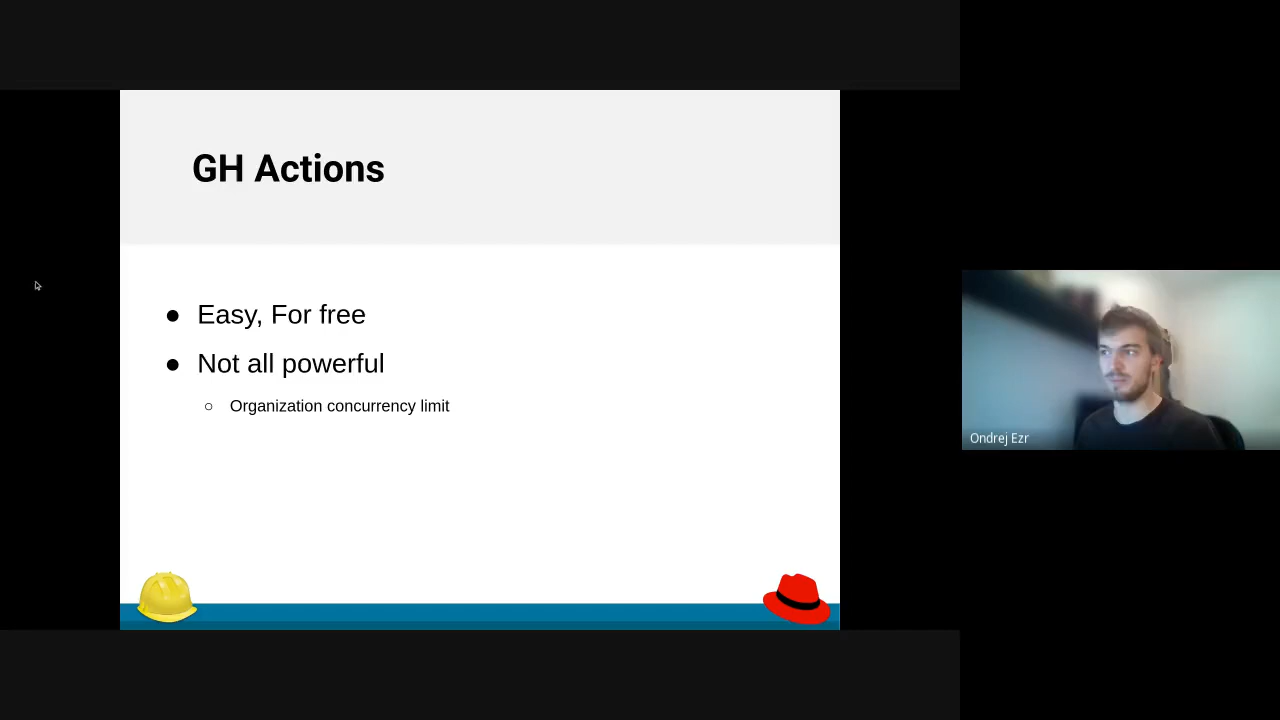 GH Actions
● Easy, For free
● Not all powerful
○ Organization concurrency limit
Ondrej Ezr